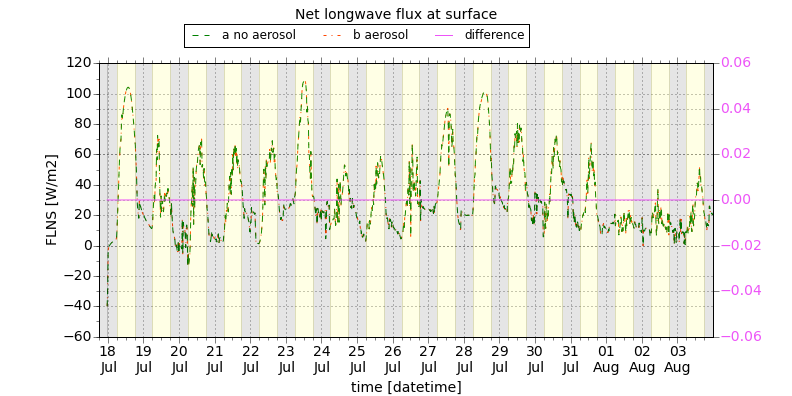 Net longwave flux at surface
a no aerosol b aerosol difference
120 0.06
100 0.04
80
60 0.02
40
20 0.00
0
−20 −0.02
−40 −0.04
−60 −0.06
FLNS [W/m2]
18 19 20 21 22 23 24 25 26 27 28 29 30 31 01 02 03
Jul Jul Jul Jul Jul Jul Jul Jul Jul Jul Jul Jul Jul Jul Aug Aug Aug
time [datetime]